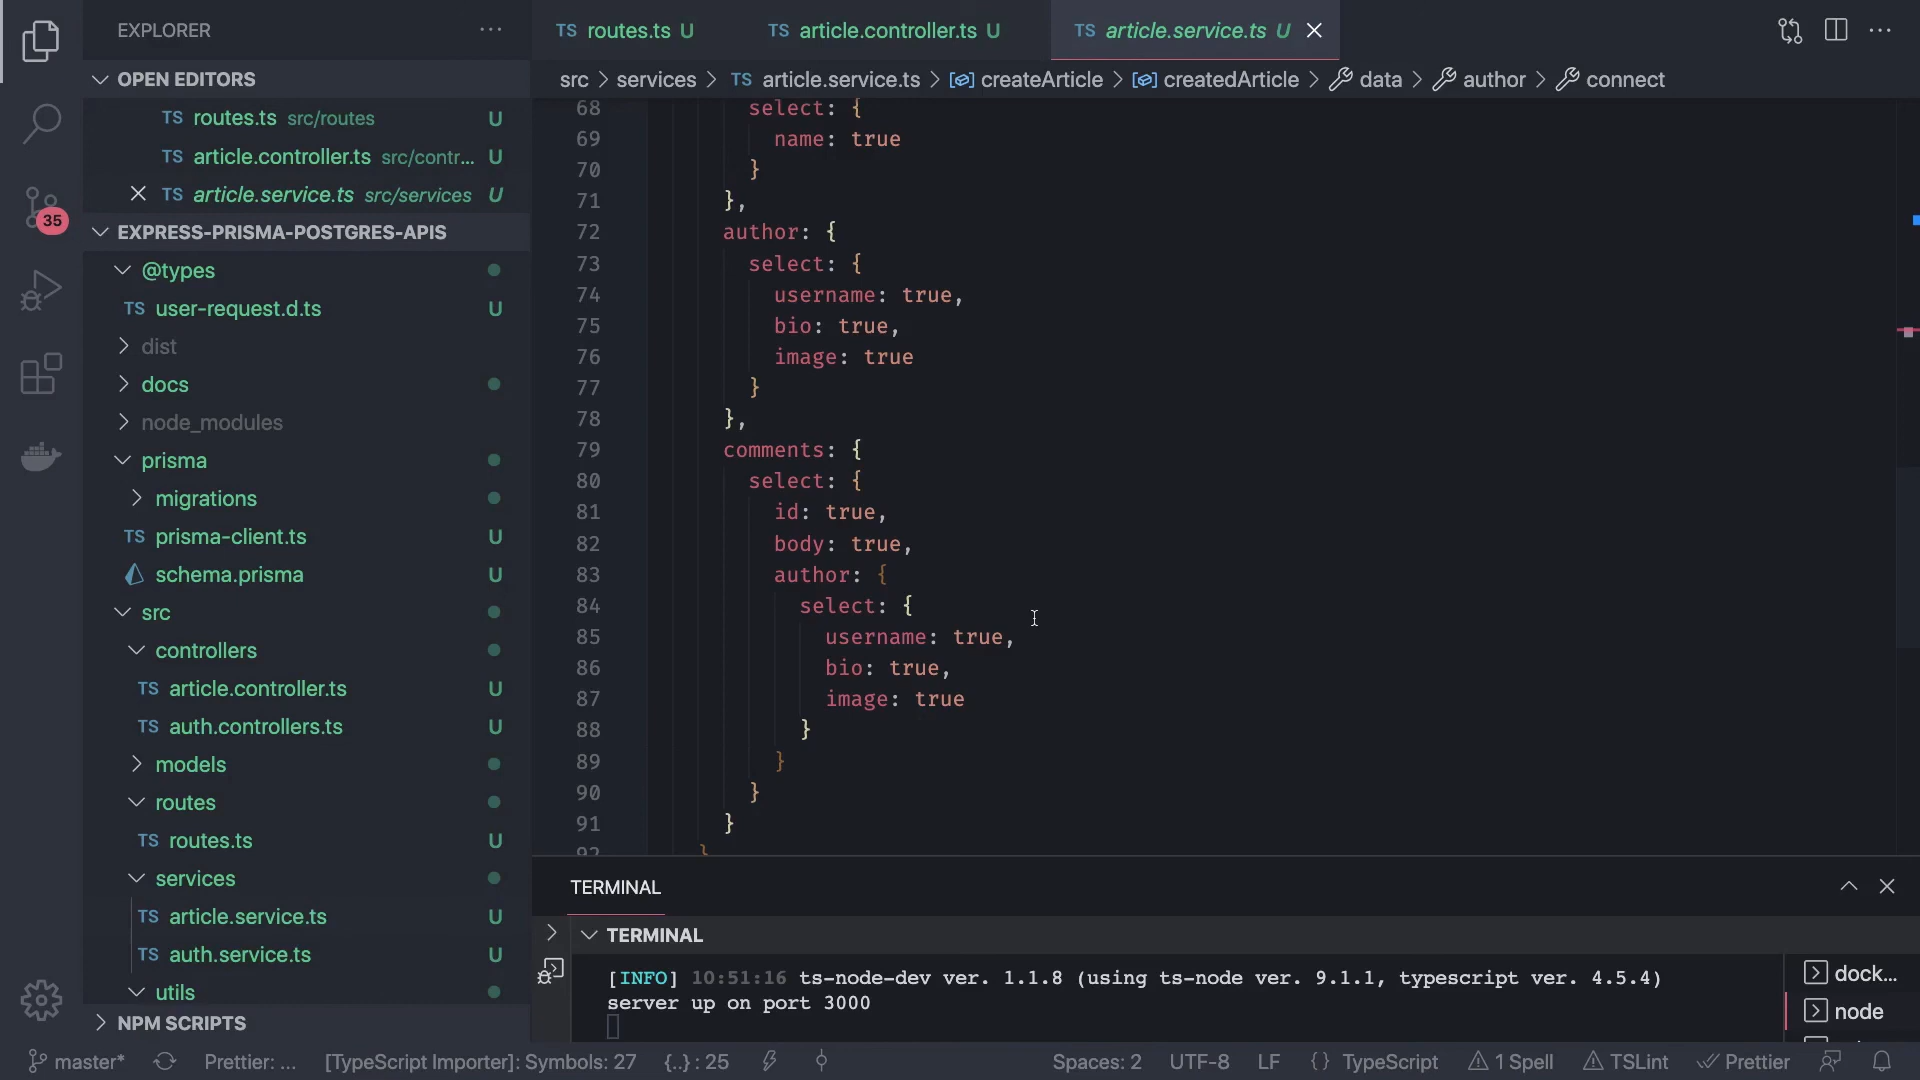 EXPLORER
OPEN EDITORS
TS routes.ts src/routes U
TS article.controller.ts src/contr... U
TS article.service.ts src/services U
EXPRESS-PRISMA-POSTGRES-APIS
@types
TS user-request.d.ts U
dist
docs
node_modules
prisma
migrations
TS prisma-client.ts U
schema.prisma U
src
controllers
TS article.controller.ts U
TS auth.controllers.ts U
models
routes
TS routes.ts U
services
TS article.service.ts U
TS auth.service.ts U
utils
NPM SCRIPTS
35
TS routes.ts U
TS article.controller.ts U
TS article.service.ts U
src > services > TS article.service.ts > createArticle > createdArticle > data > author > connect
68 select: {
69 name: true
70 }
71 },
72 author: {
73 select: {
74 username: true,
75 bio: true,
76 image: true
77 }
78 },
79 comments: {
80 select: {
81 id: true,
82 body: true,
83 author: {
84 select: {
85 username: true,
86 bio: true,
87 image: true
88 }
89 }
90 }
91 }
92 }
TERMINAL
TERMINAL
[INFO] 10:51:16 ts-node-dev ver. 1.1.8 (using ts-node ver. 9.1.1, typescript ver. 4.5.4)
server up on port 3000
dock...
node
master* Prettier: ... [TypeScript Importer]: Symbols: 27 {..} : 25 Spaces: 2 UTF-8 LF {} TypeScript 1 Spell TSLint Prettier